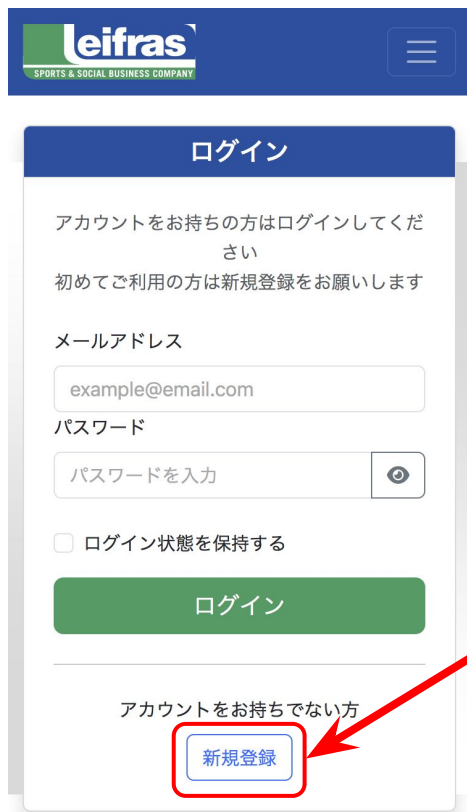 Leifras
SPORTS & SOCIAL BUSINESS COMPANY
ログイン
アカウントをお持ちの方はログインしてくだ
さい
初めてご利用の方は新規登録をお願いします
メールアドレス
example@email.com
パスワード
パスワードを入力
ログイン状態を保持する
ログイン
アカウントをお持ちでない方
新規登録